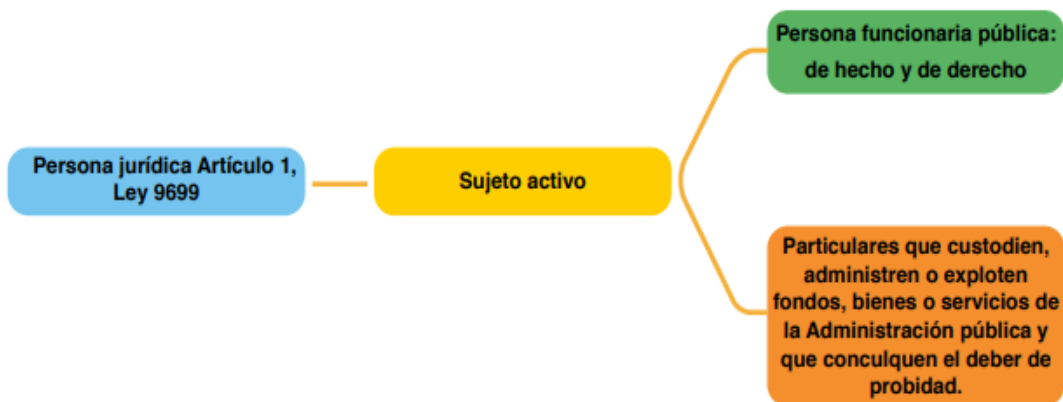 Persona funcionaria pública:
de hecho y de derecho
Persona jurídica Artículo 1,
Ley 9699
Sujeto activo
Particulares que custodien,
administren o exploten
fondos, bienes o servicios de
la Administración pública y
que conculquen el deber de
probidad.